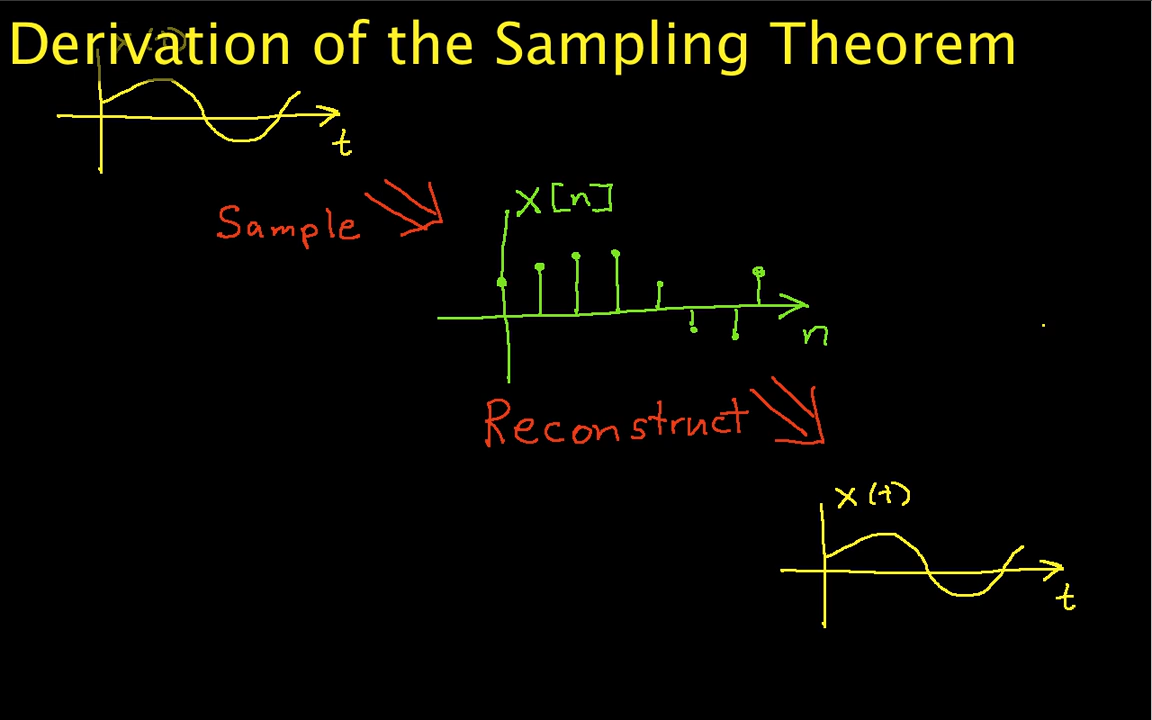 Derivation of the Sampling Theorem
x(t)
t
Sample
x[n]
n
Reconstruct
x(t)
t